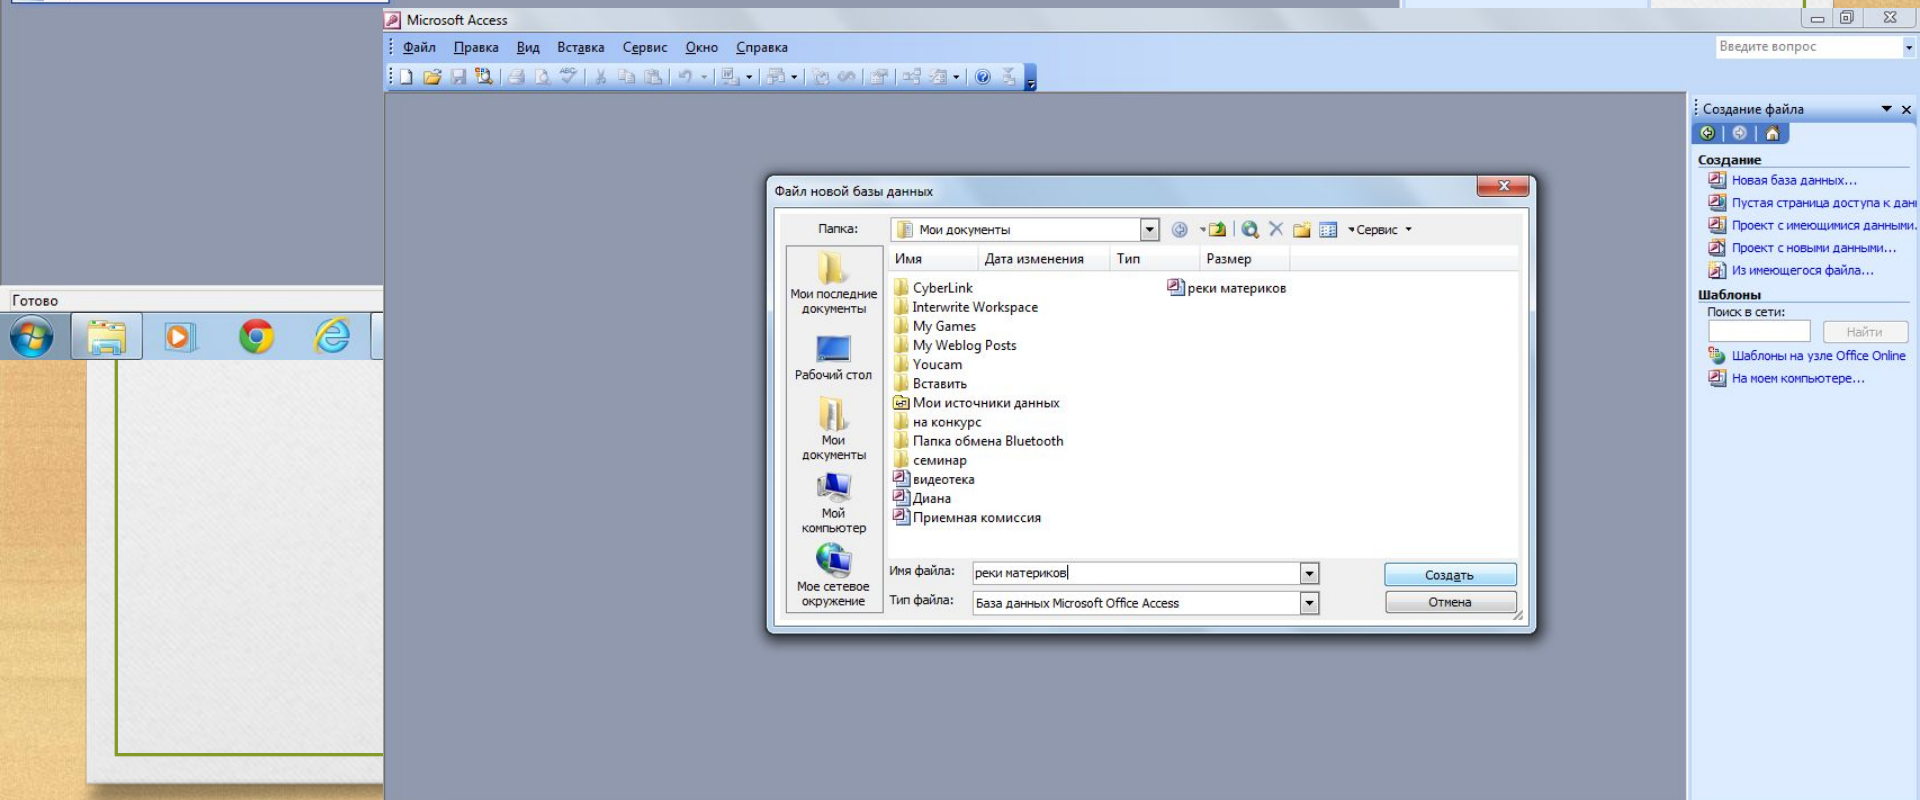 Microsoft Access
Файл Правка Вид Вставка Сервис Окно Справка
Введите вопрос
Создание файла
Создание
Новая база данных...
Пустая страница доступа к дан
Проект с имеющимися данными.
Проект с новыми данными...
Из имеющегося файла...
Шаблоны
Поиск в сети:
Найти
Шаблоны на узле Office Online
На моем компьютере...
Файл новой базы данных
Папка: Мои документы Сервис
Мои последние документы
Рабочий стол
Мои документы
Мой компьютер
Мое сетевое окружение
Имя Дата изменения Тип Размер
CyberLink
Interwrite Workspace
My Games
My Weblog Posts
Youcam
Вставить
Мои источники данных
на конкурс
Папка обмена Bluetooth
семинар
видеотека
Диана
Приемная комиссия
реки материков
Имя файла: реки материков Создать
Тип файла: База данных Microsoft Office Access Отмена
Готово